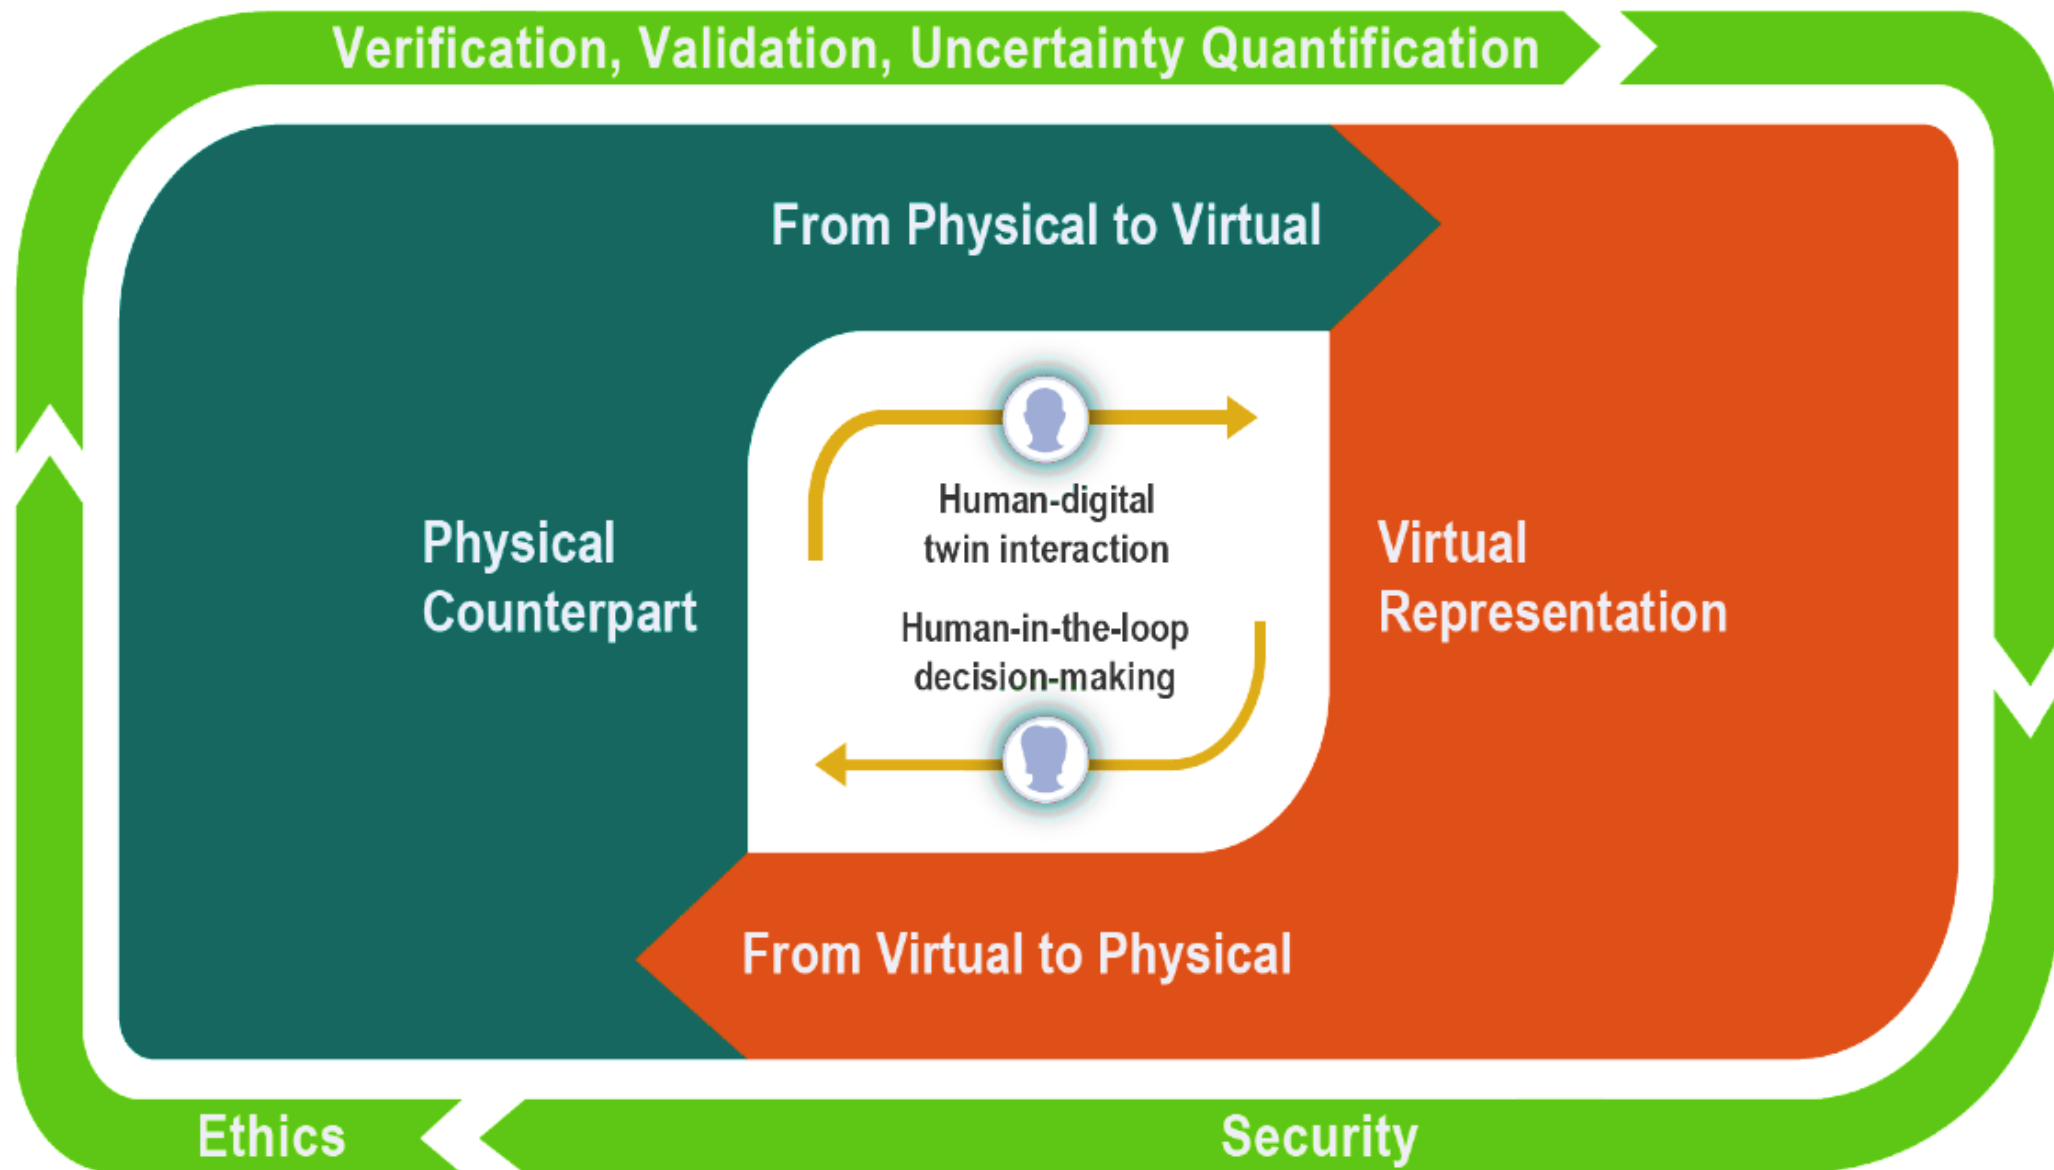 Verification, Validation, Uncertainty Quantification
From Physical to Virtual
Physical
Counterpart
Human-digital
twin interaction
Human-in-the-loop
decision-making
Virtual
Representation
From Virtual to Physical
Ethics
Security